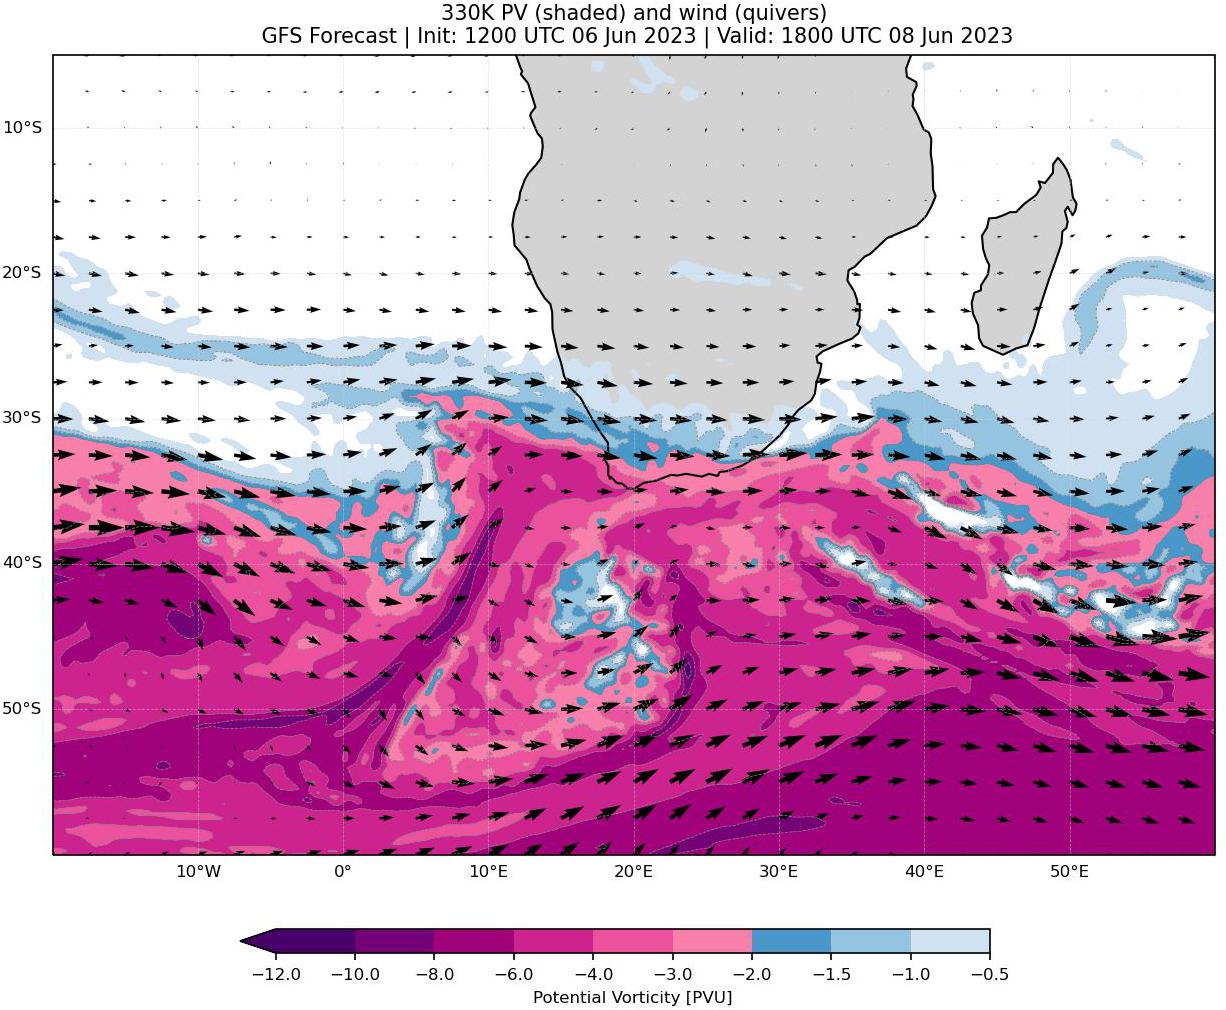 330K PV (shaded) and wind (quivers)
GFS Forecast | Init: 1200 UTC 06 Jun 2023 | Valid: 1800 UTC 08 Jun 2023
10°S
20°S
30°S
40°S
50°S
10°W 0° 10°E 20°E 30°E 40°E 50°E
−12.0 −10.0 −8.0 −6.0 −4.0 −3.0 −2.0 −1.5 −1.0 −0.5
Potential Vorticity [PVU]